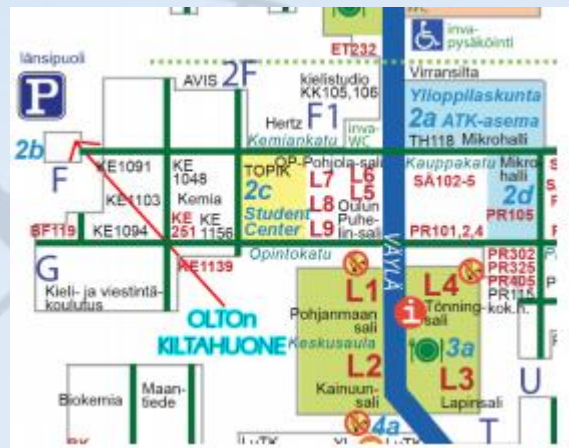 länsipuoli
P
2b
F
AVIS
2F
Hertz
Kemiankatu
ET232
kielistudio
KK105, 106
F1
inva-
WC
inva-
pysäköinti
Virransilta
Ylioppilaskunta
2a ATK-asema
TH118 Mikrohalli
KE1091
KE1103
KE1094
BF119
KE
1048
Kemia
KE
251
KE
1156
KE1139
TOPIK
2c
Student
Center
OP-Pohjola-sali
L7
L8
L9
L6
L5
Oulun
Puhe-
lin-sali
Kauppakatu
Mikro-
halli
2d
SÄ102-5
PR105
PR101,2,4
Opintokatu
VÄYLÄ
G
Kieli- ja viestintä-
koulutus
OLTOn
KILTAHUONE
L1
Pohjanmaan
sali
Keskusaula
L2
Kainuun-
sali
L4
Tönning-
sali
i
3a
L3
Lapinsali
PR302
PR325
PR405
PR115
kok.h.
U
T
Biokemia
Maan-
tiede
4a